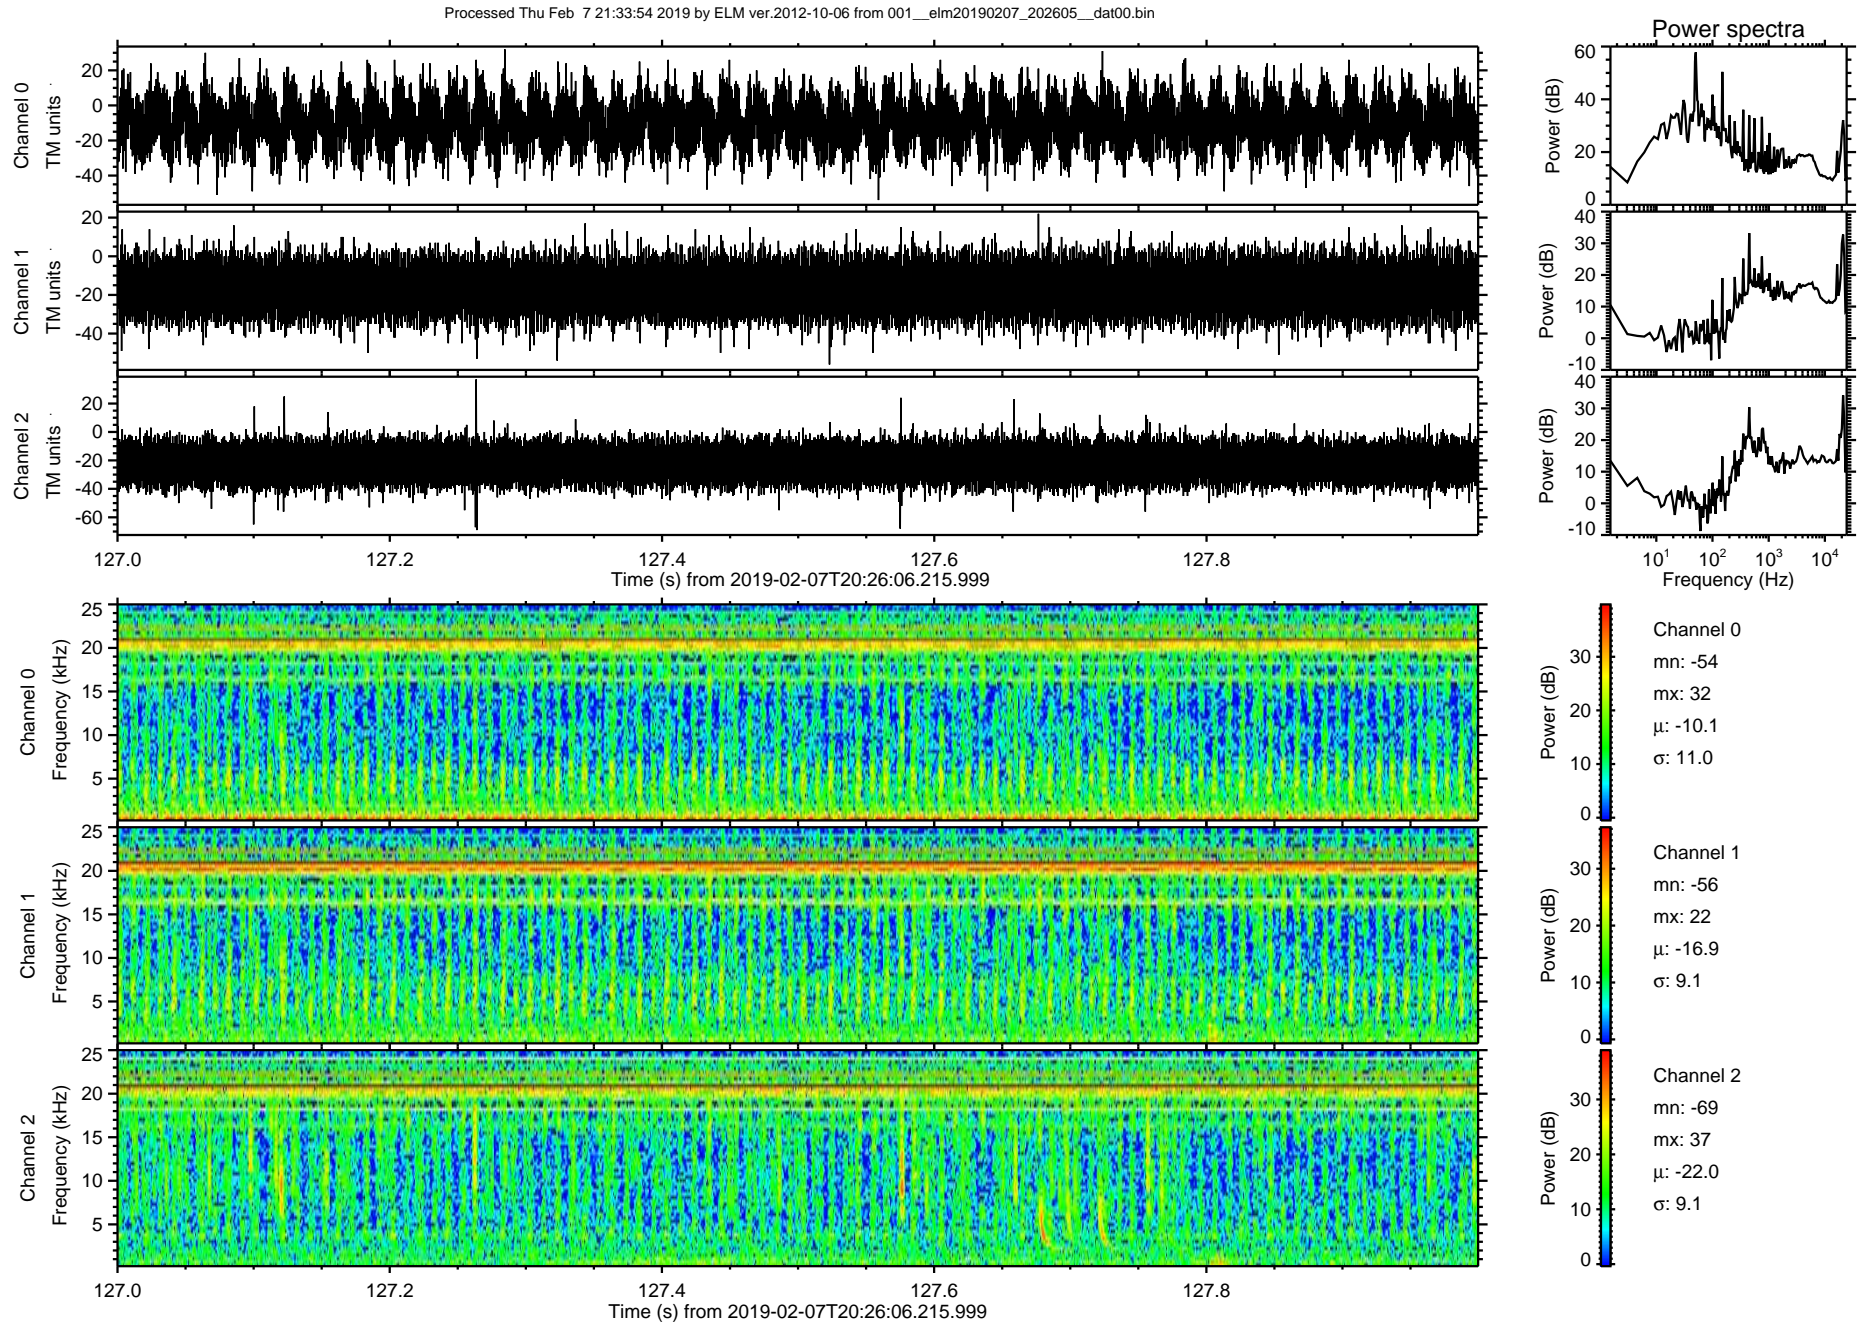 Processed Thu Feb  7 21:33:54 2019 by ELM ver.2012-10-06 from 001__elm20190207_202605__dat00.bin
Power spectra
Channel 0
TM units
20
0
-20
-40
Power (dB)
60
40
20
0
Channel 1
TM units
20
0
-20
-40
Power (dB)
40
30
20
10
0
-10
Channel 2
TM units
20
0
-20
-40
-60
Power (dB)
40
30
20
10
0
-10
127.0 127.2 127.4 127.6 127.8
Time (s) from 2019-02-07T20:26:06.215.999
10¹ 10² 10³ 10⁴
Frequency (Hz)
Channel 0
Frequency (kHz)
25
20
15
10
5
Power (dB)
30
20
10
0
Channel 0
mn: -54
mx: 32
μ: -10.1
σ: 11.0
Channel 1
Frequency (kHz)
25
20
15
10
5
Power (dB)
30
20
10
0
Channel 1
mn: -56
mx: 22
μ: -16.9
σ: 9.1
Channel 2
Frequency (kHz)
25
20
15
10
5
Power (dB)
30
20
10
0
Channel 2
mn: -69
mx: 37
μ: -22.0
σ: 9.1
127.0 127.2 127.4 127.6 127.8
Time (s) from 2019-02-07T20:26:06.215.999